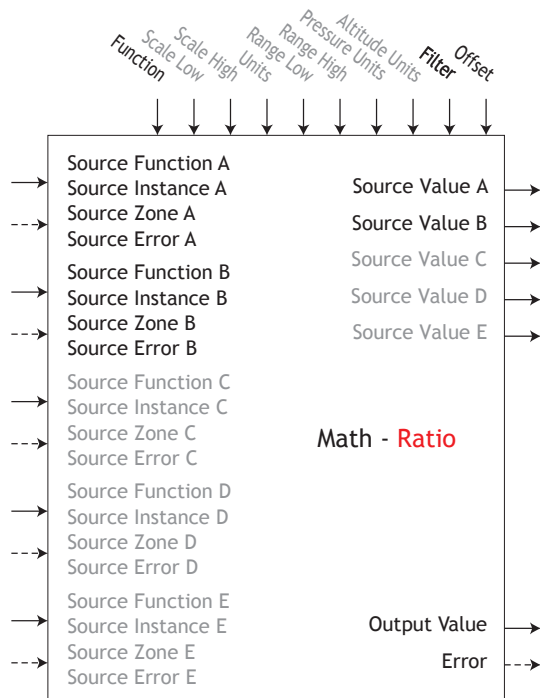 Function
Scale Low
Scale High
Units
Range Low
Range High
Pressure Units
Altitude Units
Filter
Offset
Source Function A
Source Instance A
Source Zone A
Source Error A
Source Function B
Source Instance B
Source Zone B
Source Error B
Source Function C
Source Instance C
Source Zone C
Source Error C
Source Function D
Source Instance D
Source Zone D
Source Error D
Source Function E
Source Instance E
Source Zone E
Source Error E
Source Value A
Source Value B
Source Value C
Source Value D
Source Value E
Math - Ratio
Output Value
Error